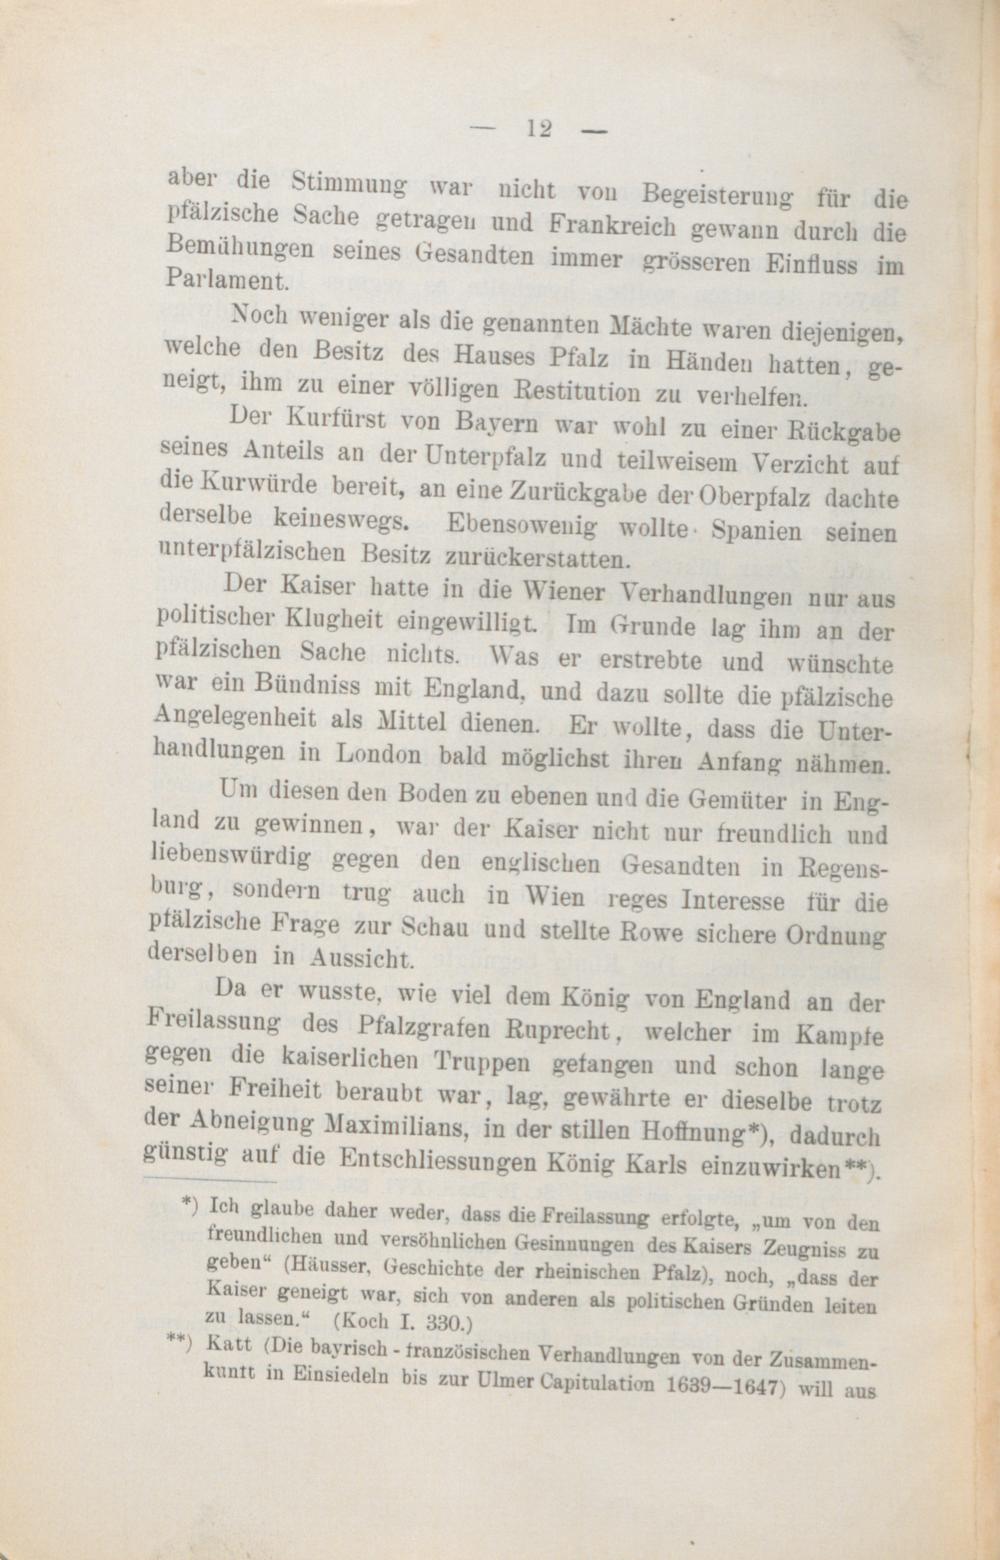 — 12 —
aber die Stimmung war nicht von Begeisterung für die
pfälzische Sache getragen und Frankreich gewann durch die
Bemühungen seines Gesandten immer grösseren Einfluss im
Parlament.
Noch weniger als die genannten Mächte waren diejenigen,
welche den Besitz des Hauses Pfalz in Händen hatten, ge-
neigt, ihm zu einer völligen Restitution zu verhelfen.
Der Kurfürst von Bayern war wohl zu einer Rückgabe
seines Anteils an der Unterpfalz und teilweisem Verzicht auf
die Kurwürde bereit, an eine Zurückgabe der Oberpfalz dachte
derselbe keineswegs. Ebensowenig wollte Spanien seinen
unterpfälzischen Besitz zurückerstatten.
Der Kaiser hatte in die Wiener Verhandlungen nur aus
politischer Klugheit eingewilligt. Im Grunde lag ihm an der
pfälzischen Sache nichts. Was er erstrebte und wünschte
war ein Bündniss mit England, und dazu sollte die pfälzische
Angelegenheit als Mittel dienen. Er wollte, dass die Unter-
handlungen in London bald möglichst ihren Anfang nähmen.
Um diesen den Boden zu ebenen und die Gemüter in Eng-
land zu gewinnen, war der Kaiser nicht nur freundlich und
liebenswürdig gegen den englischen Gesandten in Regens-
burg, sondern trug auch in Wien reges Interesse für die
pfälzische Frage zur Schau und stellte Rowe sichere Ordnung
derselben in Aussicht.
Da er wusste, wie viel dem König von England an der
Freilassung des Pfalzgrafen Ruprecht, welcher im Kampfe
gegen die kaiserlichen Truppen gefangen und schon lange
seiner Freiheit beraubt war, lag, gewährte er dieselbe trotz
der Abneigung Maximilians, in der stillen Hoffnung*), dadurch
günstig auf die Entschliessungen König Karls einzuwirken**).
*) Ich glaube daher weder, dass die Freilassung erfolgte, „um von den
freundlichen und versöhnlichen Gesinnungen des Kaisers Zeugniss zu
geben“ (Häusser, Geschichte der rheinischen Pfalz), noch, „dass der
Kaiser geneigt war, sich von anderen als politischen Gründen leiten
zu lassen.“ (Koch I. 330.)
**) Katt (Die bayrisch - französischen Verhandlungen von der Zusammen-
kunft in Einsiedeln bis zur Ulmer Capitulation 1639—1647) will aus